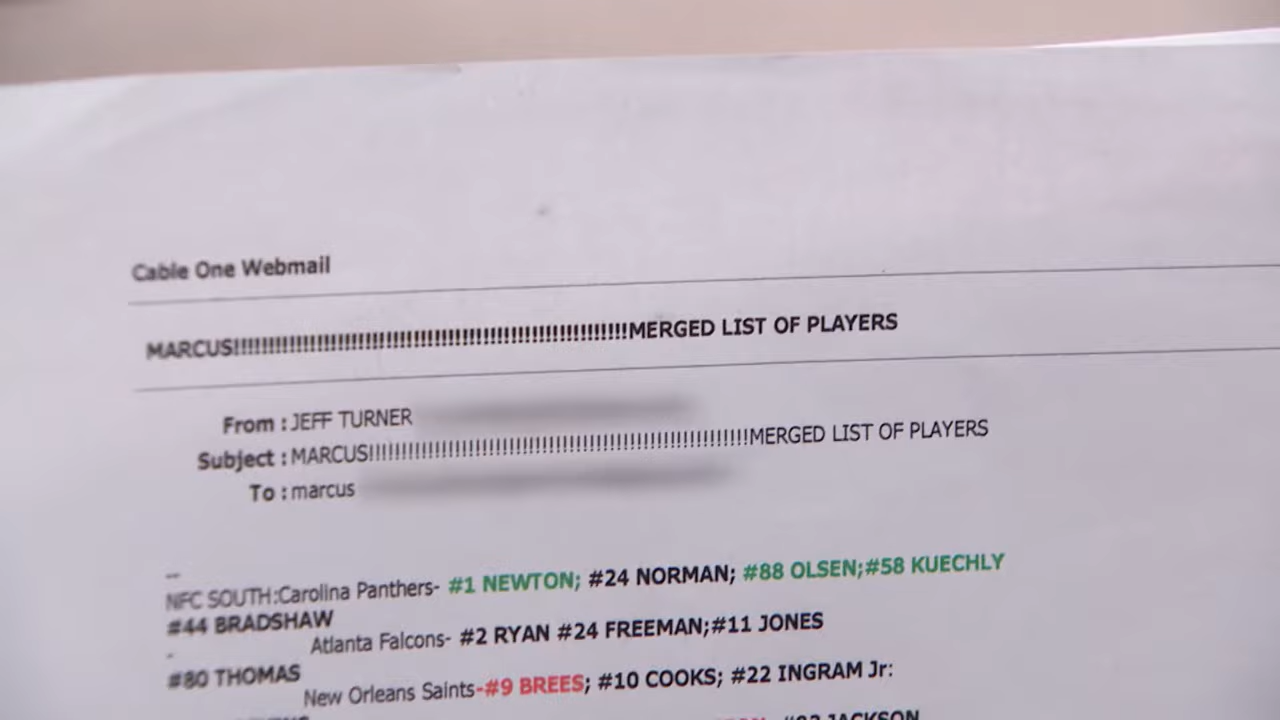 Cable One Webmail
MARCUS!!!!!!!!!!!!!!!!!!!!!!!!!!!!!!!!!!!!!!!!!!!!!!!!!!!!!!!!!MERGED LIST OF PLAYERS
From : JEFF TURNER
Subject : MARCUS!!!!!!!!!!!!!!!!!!!!!!!!!!!!!!!!!!!!!!!!!!!!!!!!!!!!!!!!!MERGED LIST OF PLAYERS
To : marcus
--
NFC SOUTH:Carolina Panthers- #1 NEWTON; #24 NORMAN; #88 OLSEN;#58 KUECHLY
#44 BRADSHAW
Atlanta Falcons- #2 RYAN #24 FREEMAN;#11 JONES
-
#80 THOMAS
New Orleans Saints-#9 BREES; #10 COOKS; #22 INGRAM Jr:
JACKSON